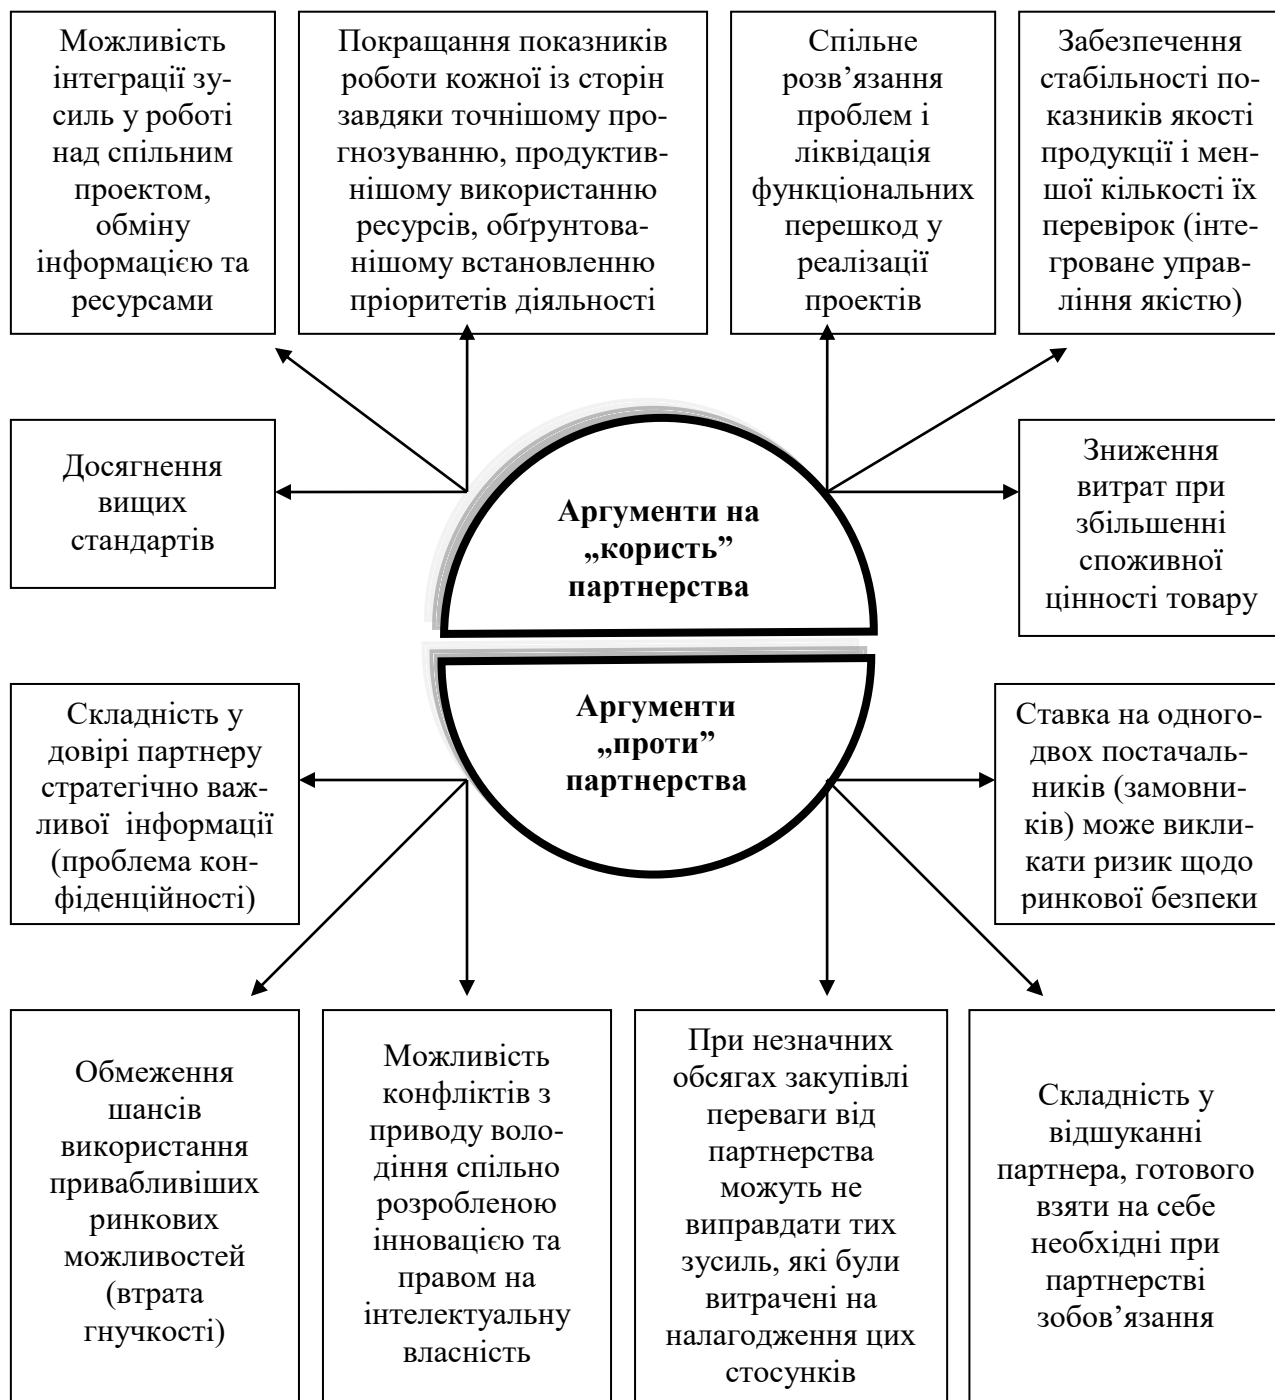 Можливість
інтеграції зу-
силь у роботі
над спільним
проектом,
обміну
інформацією та
ресурсами
Покращання показників
роботи кожної із сторін
завдяки точнішому про-
гнозуванню, продуктив-
нішому використанню
ресурсів, обґрунтова-
нішому встановленню
пріоритетів діяльності
Спільне
розв’язання
проблем і
ліквідація
функціональних
перешкод у
реалізації
проектів
Забезпечення
стабільності по-
казників якості
продукції і мен-
шої кількості їх
перевірок (інте-
гроване управ-
ління якістю)
Досягнення
вищих
стандартів
Аргументи на
„користь”
партнерства
Зниження
витрат при
збільшенні
споживної
цінності товару
Складність у
довірі партнеру
стратегічно важ-
ливої інформації
(проблема кон-
фіденційності)
Аргументи
„проти”
партнерства
Ставка на одного-
двох постачаль-
ників (замовни-
ків) може викли-
кати ризик щодо
ринкової безпеки
Обмеження
шансів
використання
привабливіших
ринкових
можливостей
(втрата
гнучкості)
Можливість
конфліктів з
приводу воло-
діння спільно
розробленою
інновацією та
правом на
інтелектуальну
власність
При незначних
обсягах закупівлі
переваги від
партнерства
можуть не
виправдати тих
зусиль, які були
витрачені на
налагодження цих
стосунків
Складність у
відшуканні
партнера, готового
взяти на себе
необхідні при
партнерстві
зобов’язання